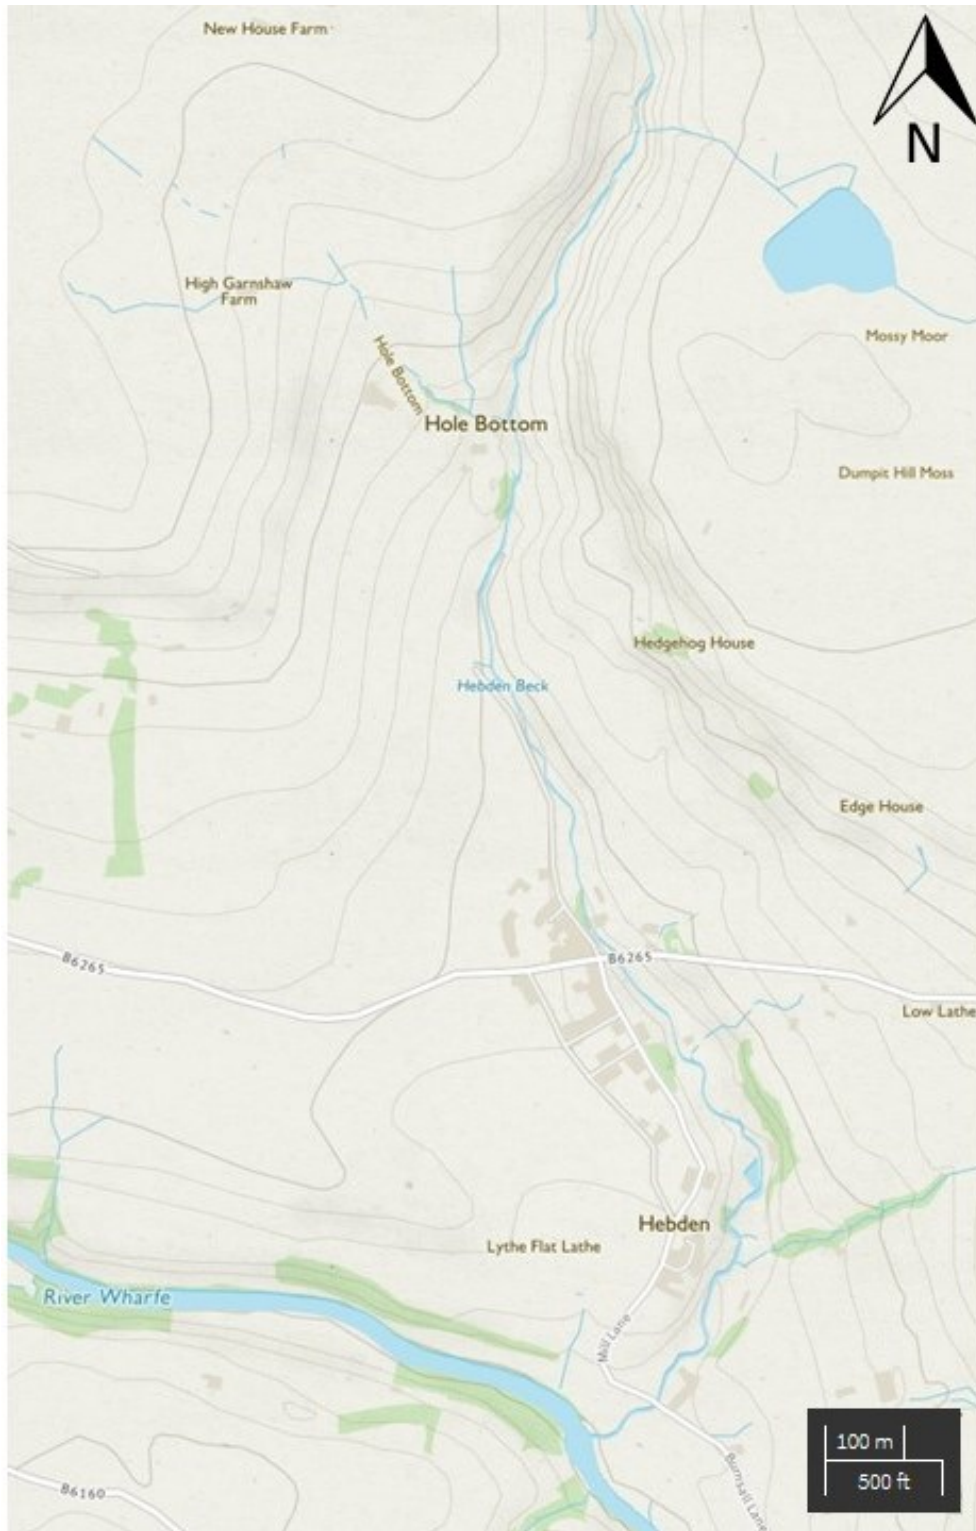 New House Farm
N
High Garnshaw
Farm
Mossy Moor
Hole Bottom
Hole Bottom
Dumpit Hill Moss
Hedgehog House
Hebden Beck
Edge House
B6265
B6265
Low Lathe
Hebden
Lythe Flat Lathe
River Wharfe
Mill Lane
100 m
500 ft
B6160
Burnsall Lane